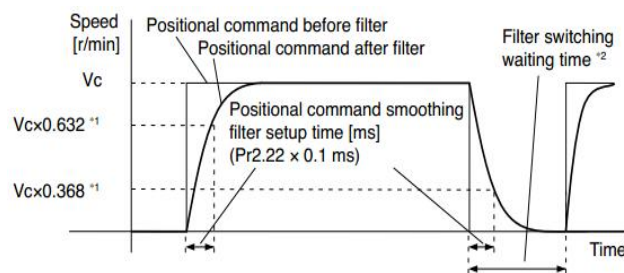 Speed
[r/min]
Positional command before filter
Positional command after filter
Filter switching
waiting time *2
Vc
Positional command smoothing
filter setup time [ms]
(Pr2.22 × 0.1 ms)
Vc×0.632 *1
Vc×0.368 *1
Time